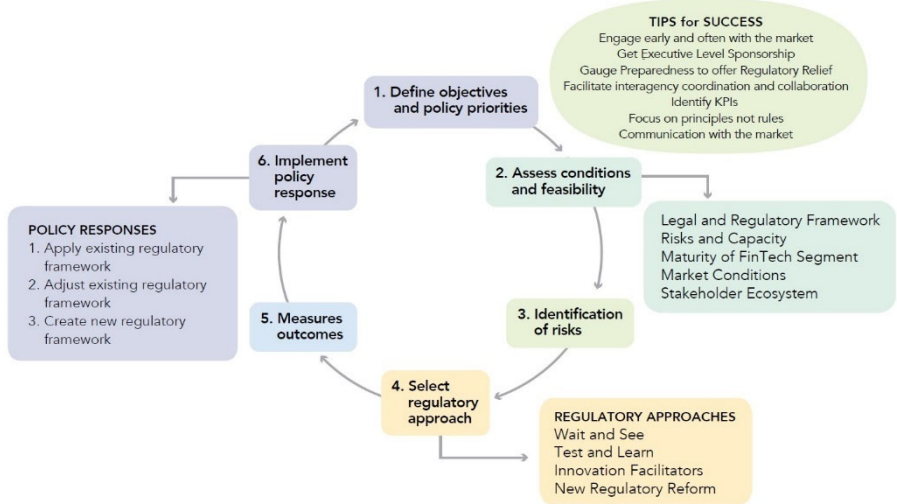 TIPS for SUCCESS
Engage early and often with the market
Get Executive Level Sponsorship
Gauge Preparedness to offer Regulatory Relief
Facilitate interagency coordination and collaboration
Identify KPIs
Focus on principles not rules
Communication with the market
1. Define objectives
and policy priorities
2. Assess conditions
and feasibility
Legal and Regulatory Framework
Risks and Capacity
Maturity of FinTech Segment
Market Conditions
Stakeholder Ecosystem
3. Identification
of risks
4. Select
regulatory
approach
REGULATORY APPROACHES
Wait and See
Test and Learn
Innovation Facilitators
New Regulatory Reform
5. Measures
outcomes
6. Implement
policy
response
POLICY RESPONSES
1. Apply existing regulatory
framework
2. Adjust existing regulatory
framework
3. Create new regulatory
framework